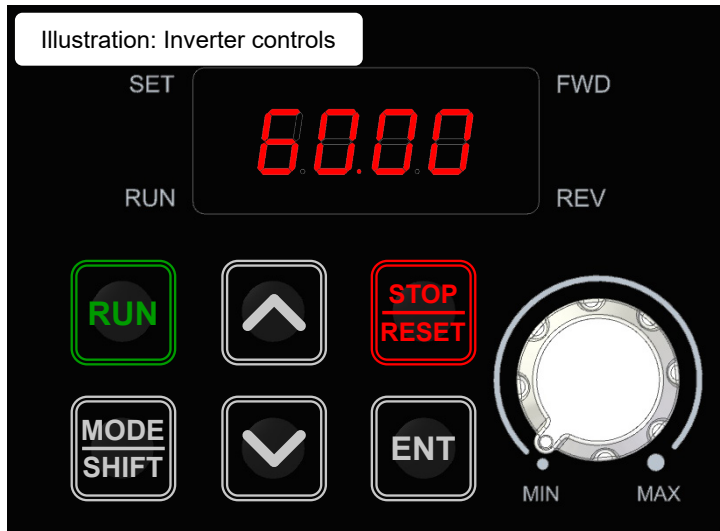 Illustration: Inverter controls
SET
FWD
60.00
RUN
REV
RUN
STOP
RESET
MODE
SHIFT
ENT
MIN
MAX